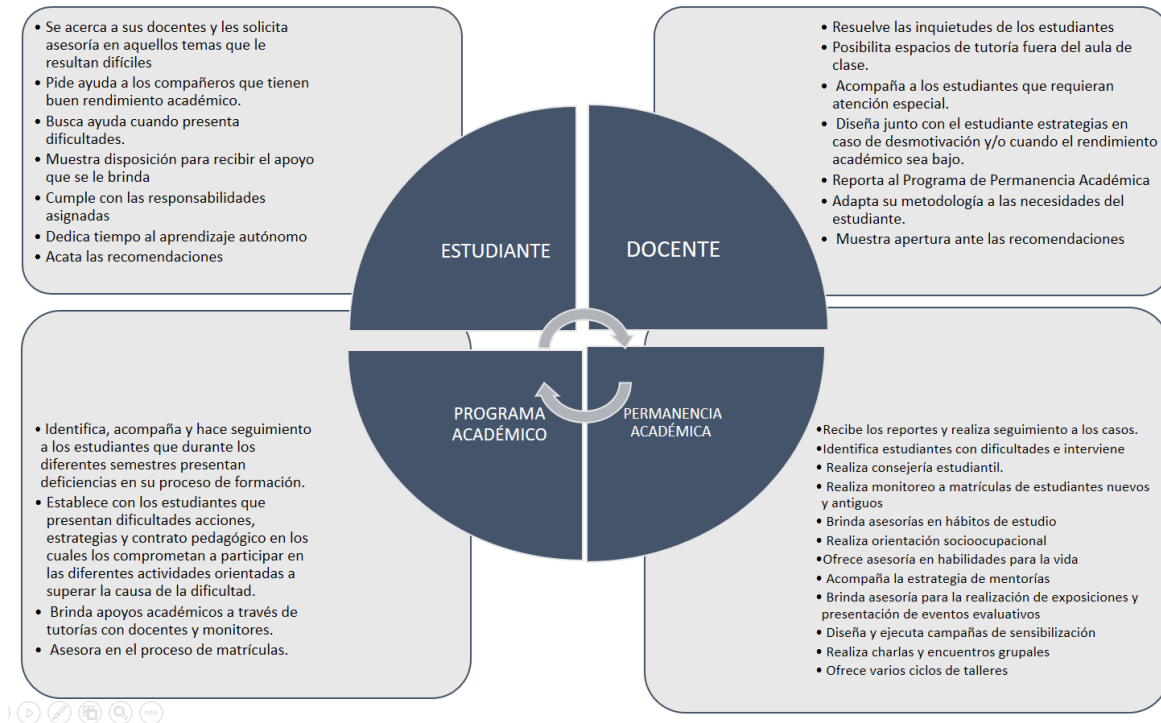 • Se acerca a sus docentes y les solicita
asesoría en aquellos temas que le
resultan difíciles
• Pide ayuda a los compañeros que tienen
buen rendimiento académico.
• Busca ayuda cuando presenta
dificultades.
• Muestra disposición para recibir el apoyo
que se le brinda
• Cumple con las responsabilidades
asignadas
• Dedica tiempo al aprendizaje autónomo
• Acata las recomendaciones
ESTUDIANTE
• Resuelve las inquietudes de los estudiantes
• Posibilita espacios de tutoría fuera del aula de
clase.
• Acompaña a los estudiantes que requieran
atención especial.
• Diseña junto con el estudiante estrategias en
caso de desmotivación y/o cuando el rendimiento
académico sea bajo.
• Reporta al Programa de Permanencia Académica
• Adapta su metodología a las necesidades del
estudiante.
• Muestra apertura ante las recomendaciones
DOCENTE
• Identifica, acompaña y hace seguimiento
a los estudiantes que durante los
diferentes semestres presentan
deficiencias en su proceso de formación.
• Establece con los estudiantes que
presentan dificultades acciones,
estrategias y contrato pedagógico en los
cuales los comprometan a participar en
las diferentes actividades orientadas a
superar la causa de la dificultad.
• Brinda apoyos académicos a través de
tutorías con docentes y monitores.
• Asesora en el proceso de matrículas.
PROGRAMA
ACADÉMICO
PERMANENCIA
ACADÉMICA
•Recibe los reportes y realiza seguimiento a los casos.
•Identifica estudiantes con dificultades e interviene
• Realiza consejería estudiantil.
• Realiza monitoreo a matrículas de estudiantes nuevos
y antiguos
• Brinda asesorías en hábitos de estudio
• Realiza orientación socioocupacional
•Ofrece asesoría en habilidades para la vida
• Acompaña la estrategia de mentorías
• Brinda asesoría para la realización de exposiciones y
presentación de eventos evaluativos
• Diseña y ejecuta campañas de sensibilización
• Realiza charlas y encuentros grupales
• Ofrece varios ciclos de talleres